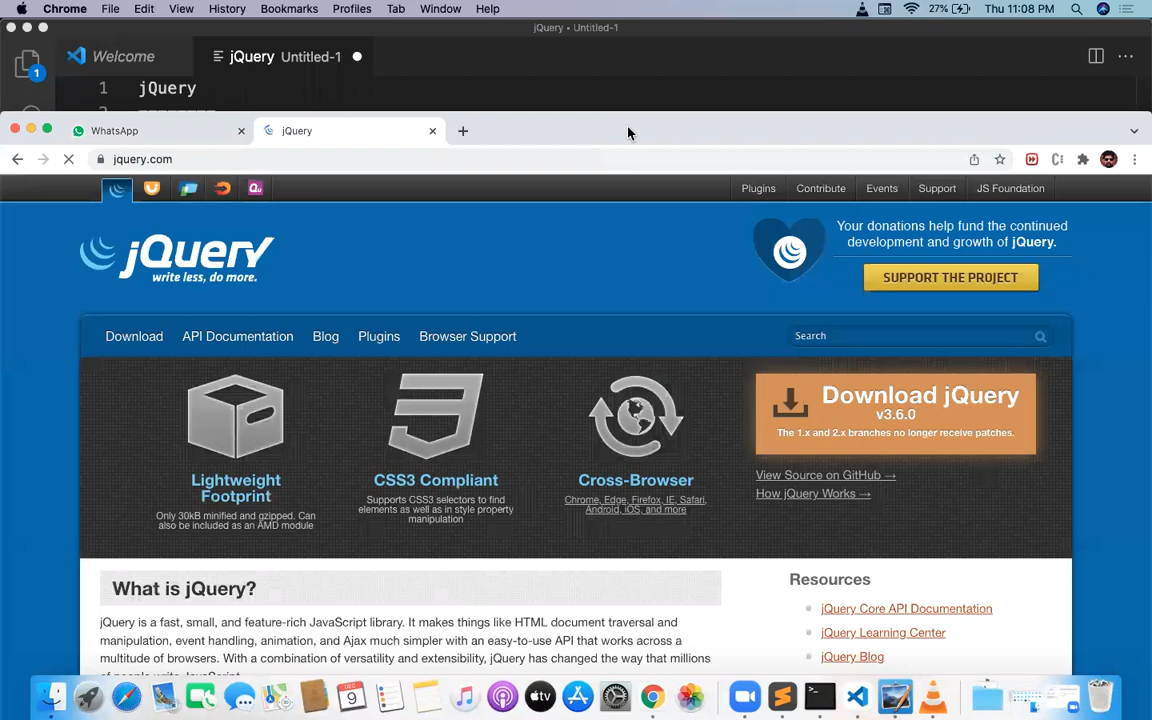 Chrome File Edit View History Bookmarks Profiles Tab Window Help 27% Thu 11:08 PM
jQuery • Untitled-1
1 Welcome jQuery Untitled-1
1 jQuery
WhatsApp jQuery
jquery.com
Plugins Contribute Events Support JS Foundation
jQuery
write less, do more.
Your donations help fund the continued
development and growth of jQuery.
SUPPORT THE PROJECT
Download API Documentation Blog Plugins Browser Support Search
Lightweight
Footprint
Only 30kB minified and gzipped. Can
also be included as an AMD module
CSS3 Compliant
Supports CSS3 selectors to find
elements as well as in style property
manipulation
Cross-Browser
Chrome, Edge, Firefox, IE, Safari,
Android, iOS, and more
Download jQuery
v3.6.0
The 1.x and 2.x branches no longer receive patches.
View Source on GitHub →
How jQuery Works →
What is jQuery?
jQuery is a fast, small, and feature-rich JavaScript library. It makes things like HTML document traversal and
manipulation, event handling, animation, and Ajax much simpler with an easy-to-use API that works across a
multitude of browsers. With a combination of versatility and extensibility, jQuery has changed the way that millions
Resources
jQuery Core API Documentation
jQuery Learning Center
jQuery Blog